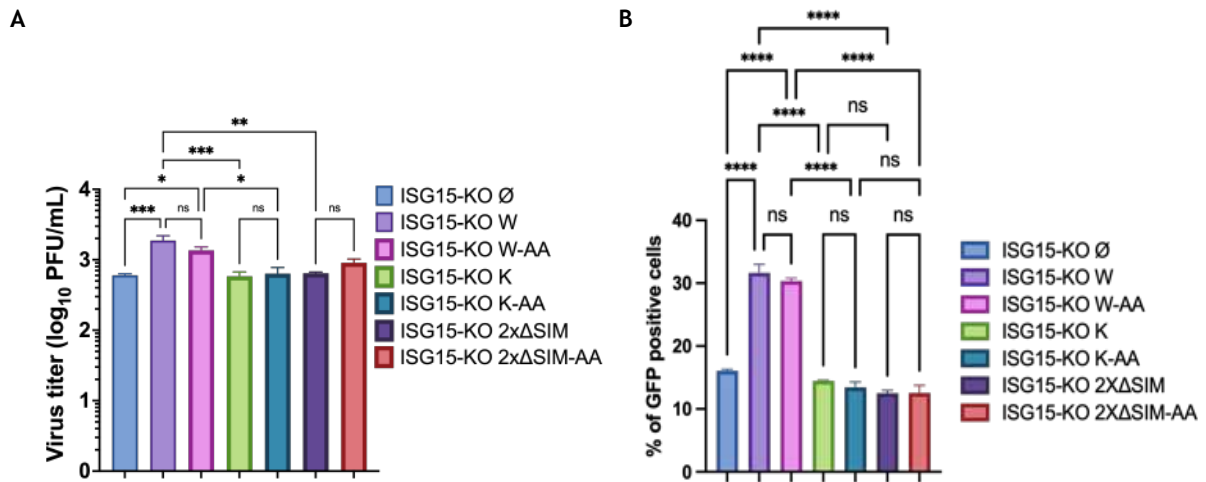 A
**
***
*
*
***
ns
ns
ns
Virus titer (log10 PFU/mL)
4
3
2
1
0
ISG15-KO Ø
ISG15-KO W
ISG15-KO W-AA
ISG15-KO K
ISG15-KO K-AA
ISG15-KO 2xΔSIM
ISG15-KO 2xΔSIM-AA
B
****
****
****
****
ns
****
****
ns
ns
ns
ns
% of GFP positive cells
40
30
20
10
0
ISG15-KO Ø
ISG15-KO W
ISG15-KO W-AA
ISG15-KO K
ISG15-KO K-AA
ISG15-KO 2XΔSIM
ISG15-KO 2XΔSIM-AA